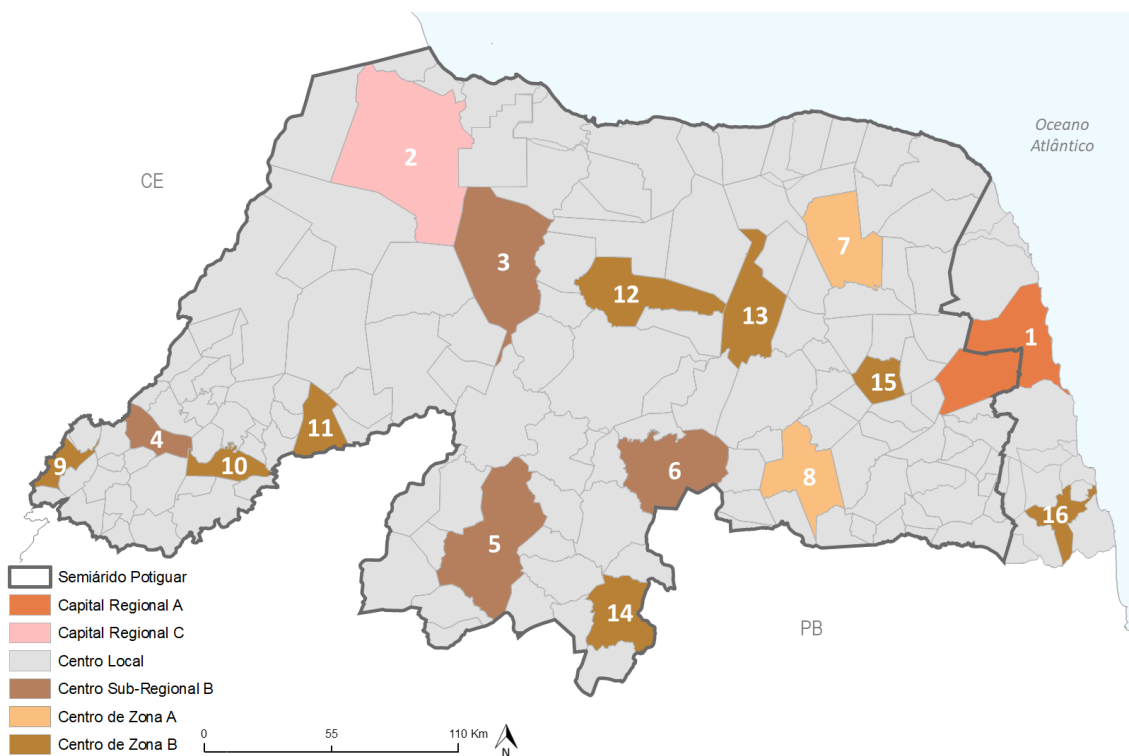 Oceano
Atlântico
CE
2
7
3
12
13
1
15
4
11
9
10
6
8
16
5
14
PB
Semiárido Potiguar
Capital Regional A
Capital Regional C
Centro Local
Centro Sub-Regional B
Centro de Zona A
Centro de Zona B
0 55 110 Km
N